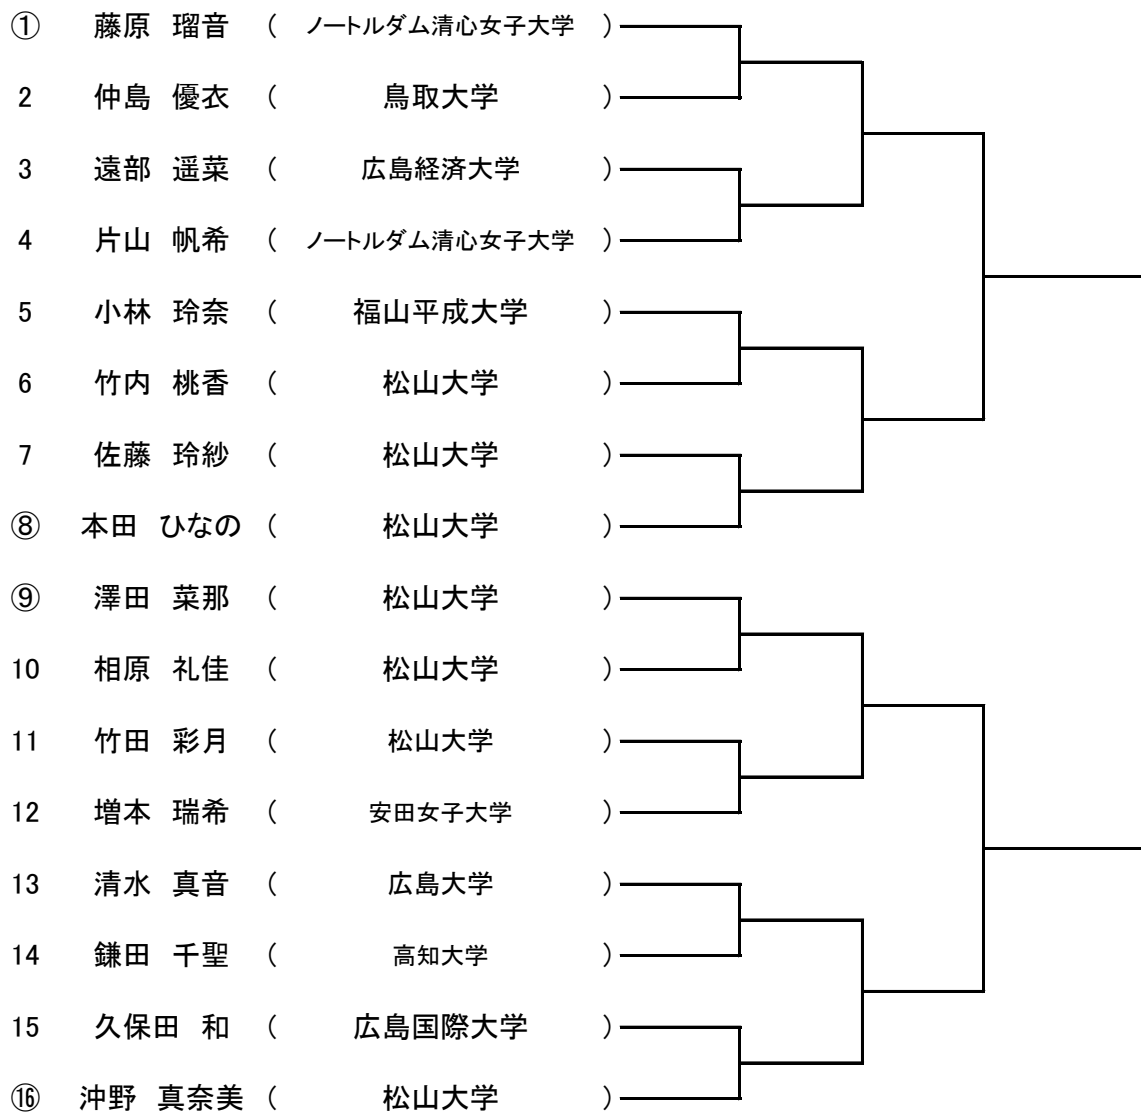 ① 藤原 瑠音 ( ノートルダム清心女子大学 )
2 仲島 優衣 ( 鳥取大学 )
3 遠部 遥菜 ( 広島経済大学 )
4 片山 帆希 ( ノートルダム清心女子大学 )
5 小林 玲奈 ( 福山平成大学 )
6 竹内 桃香 ( 松山大学 )
7 佐藤 玲紗 ( 松山大学 )
⑧ 本田 ひなの ( 松山大学 )
⑨ 澤田 菜那 ( 松山大学 )
10 相原 礼佳 ( 松山大学 )
11 竹田 彩月 ( 松山大学 )
12 増本 瑞希 ( 安田女子大学 )
13 清水 真音 ( 広島大学 )
14 鎌田 千聖 ( 高知大学 )
15 久保田 和 ( 広島国際大学 )
⑯ 沖野 真奈美 ( 松山大学 )